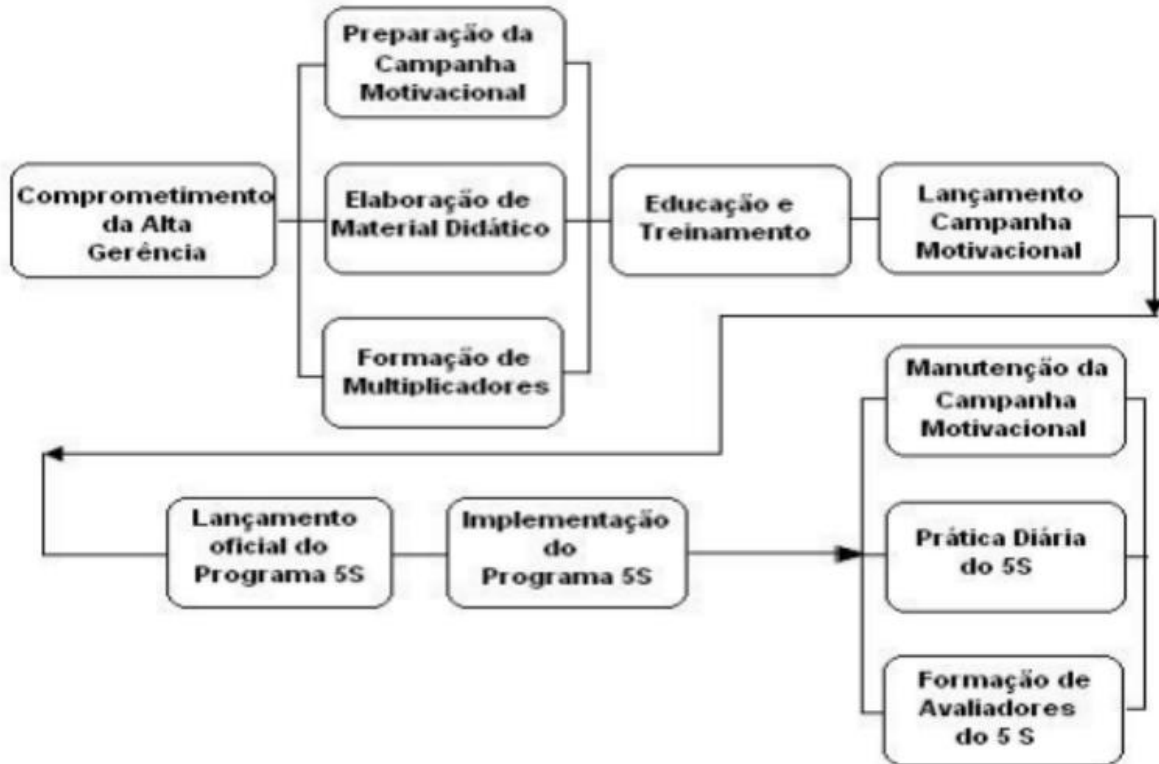 Preparação da
Campanha
Motivacional
Comprometimento
da Alta
Gerência
Elaboração de
Material Didático
Formação de
Multiplicadores
Educação e
Treinamento
Lançamento
Campanha
Motivacional
Lançamento
oficial do
Programa 5S
Implementação
do
Programa 5S
Manutenção da
Campanha
Motivacional
Prática Diária
do 5S
Formação de
Avaliadores
do 5 S